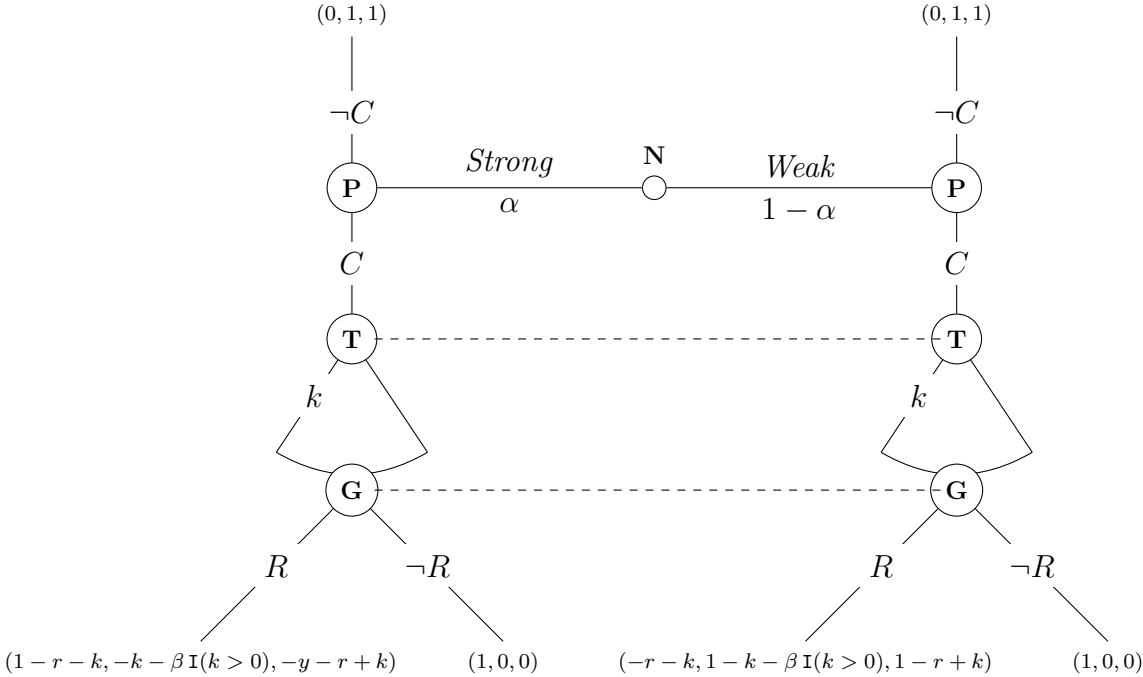 (0, 1, 1) (0, 1, 1)
¬C ¬C
N
Strong Weak
P P
α 1 − α
C C
T T
k k
G G
R ¬R R ¬R
(1 − r − k, −k − β I(k > 0), −y − r + k) (1, 0, 0) (−r − k, 1 − k − β I(k > 0), 1 − r + k) (1, 0, 0)